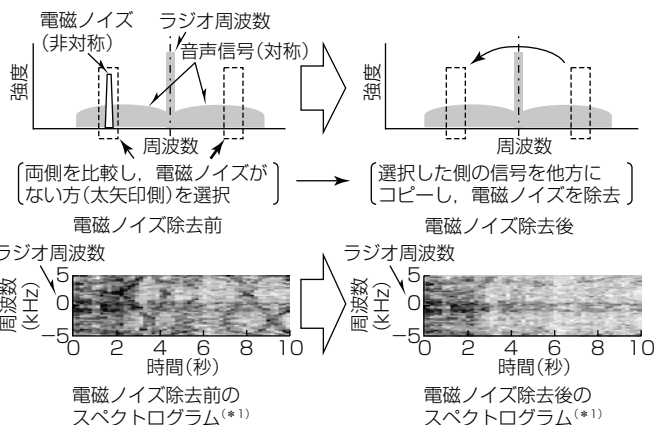 電磁ノイズ
(非対称)
ラジオ周波数
音声信号(対称)
強度
周波数
両側を比較し，電磁ノイズが
ない方(太矢印側)を選択
電磁ノイズ除去前
強度
周波数
選択した側の信号を他方に
コピーし，電磁ノイズを除去
電磁ノイズ除去後
ラジオ周波数
周波数
(kHz)
5
0
-5
0 2 4 6 8 10
時間(秒)
電磁ノイズ除去前の
スペクトログラム(*1)
ラジオ周波数
周波数
(kHz)
5
0
-5
0 2 4 6 8 10
時間(秒)
電磁ノイズ除去後の
スペクトログラム(*1)